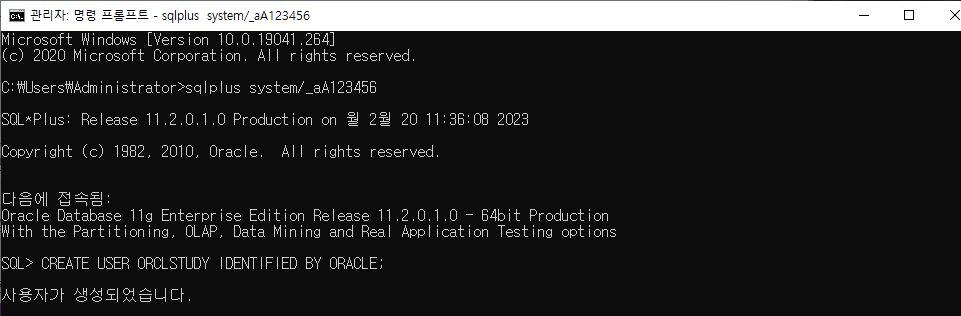 관리자: 명령 프롬프트 - sqlplus  system/_aA123456
Microsoft Windows [Version 10.0.19041.264]
(c) 2020 Microsoft Corporation. All rights reserved.
C:₩Users₩Administrator>sqlplus system/_aA123456
SQL*Plus: Release 11.2.0.1.0 Production on 월 2월 20 11:36:08 2023
Copyright (c) 1982, 2010, Oracle.  All rights reserved.
다음에 접속됨:
Oracle Database 11g Enterprise Edition Release 11.2.0.1.0 - 64bit Production
With the Partitioning, OLAP, Data Mining and Real Application Testing options
SQL> CREATE USER ORCLSTUDY IDENTIFIED BY ORACLE;
사용자가 생성되었습니다.